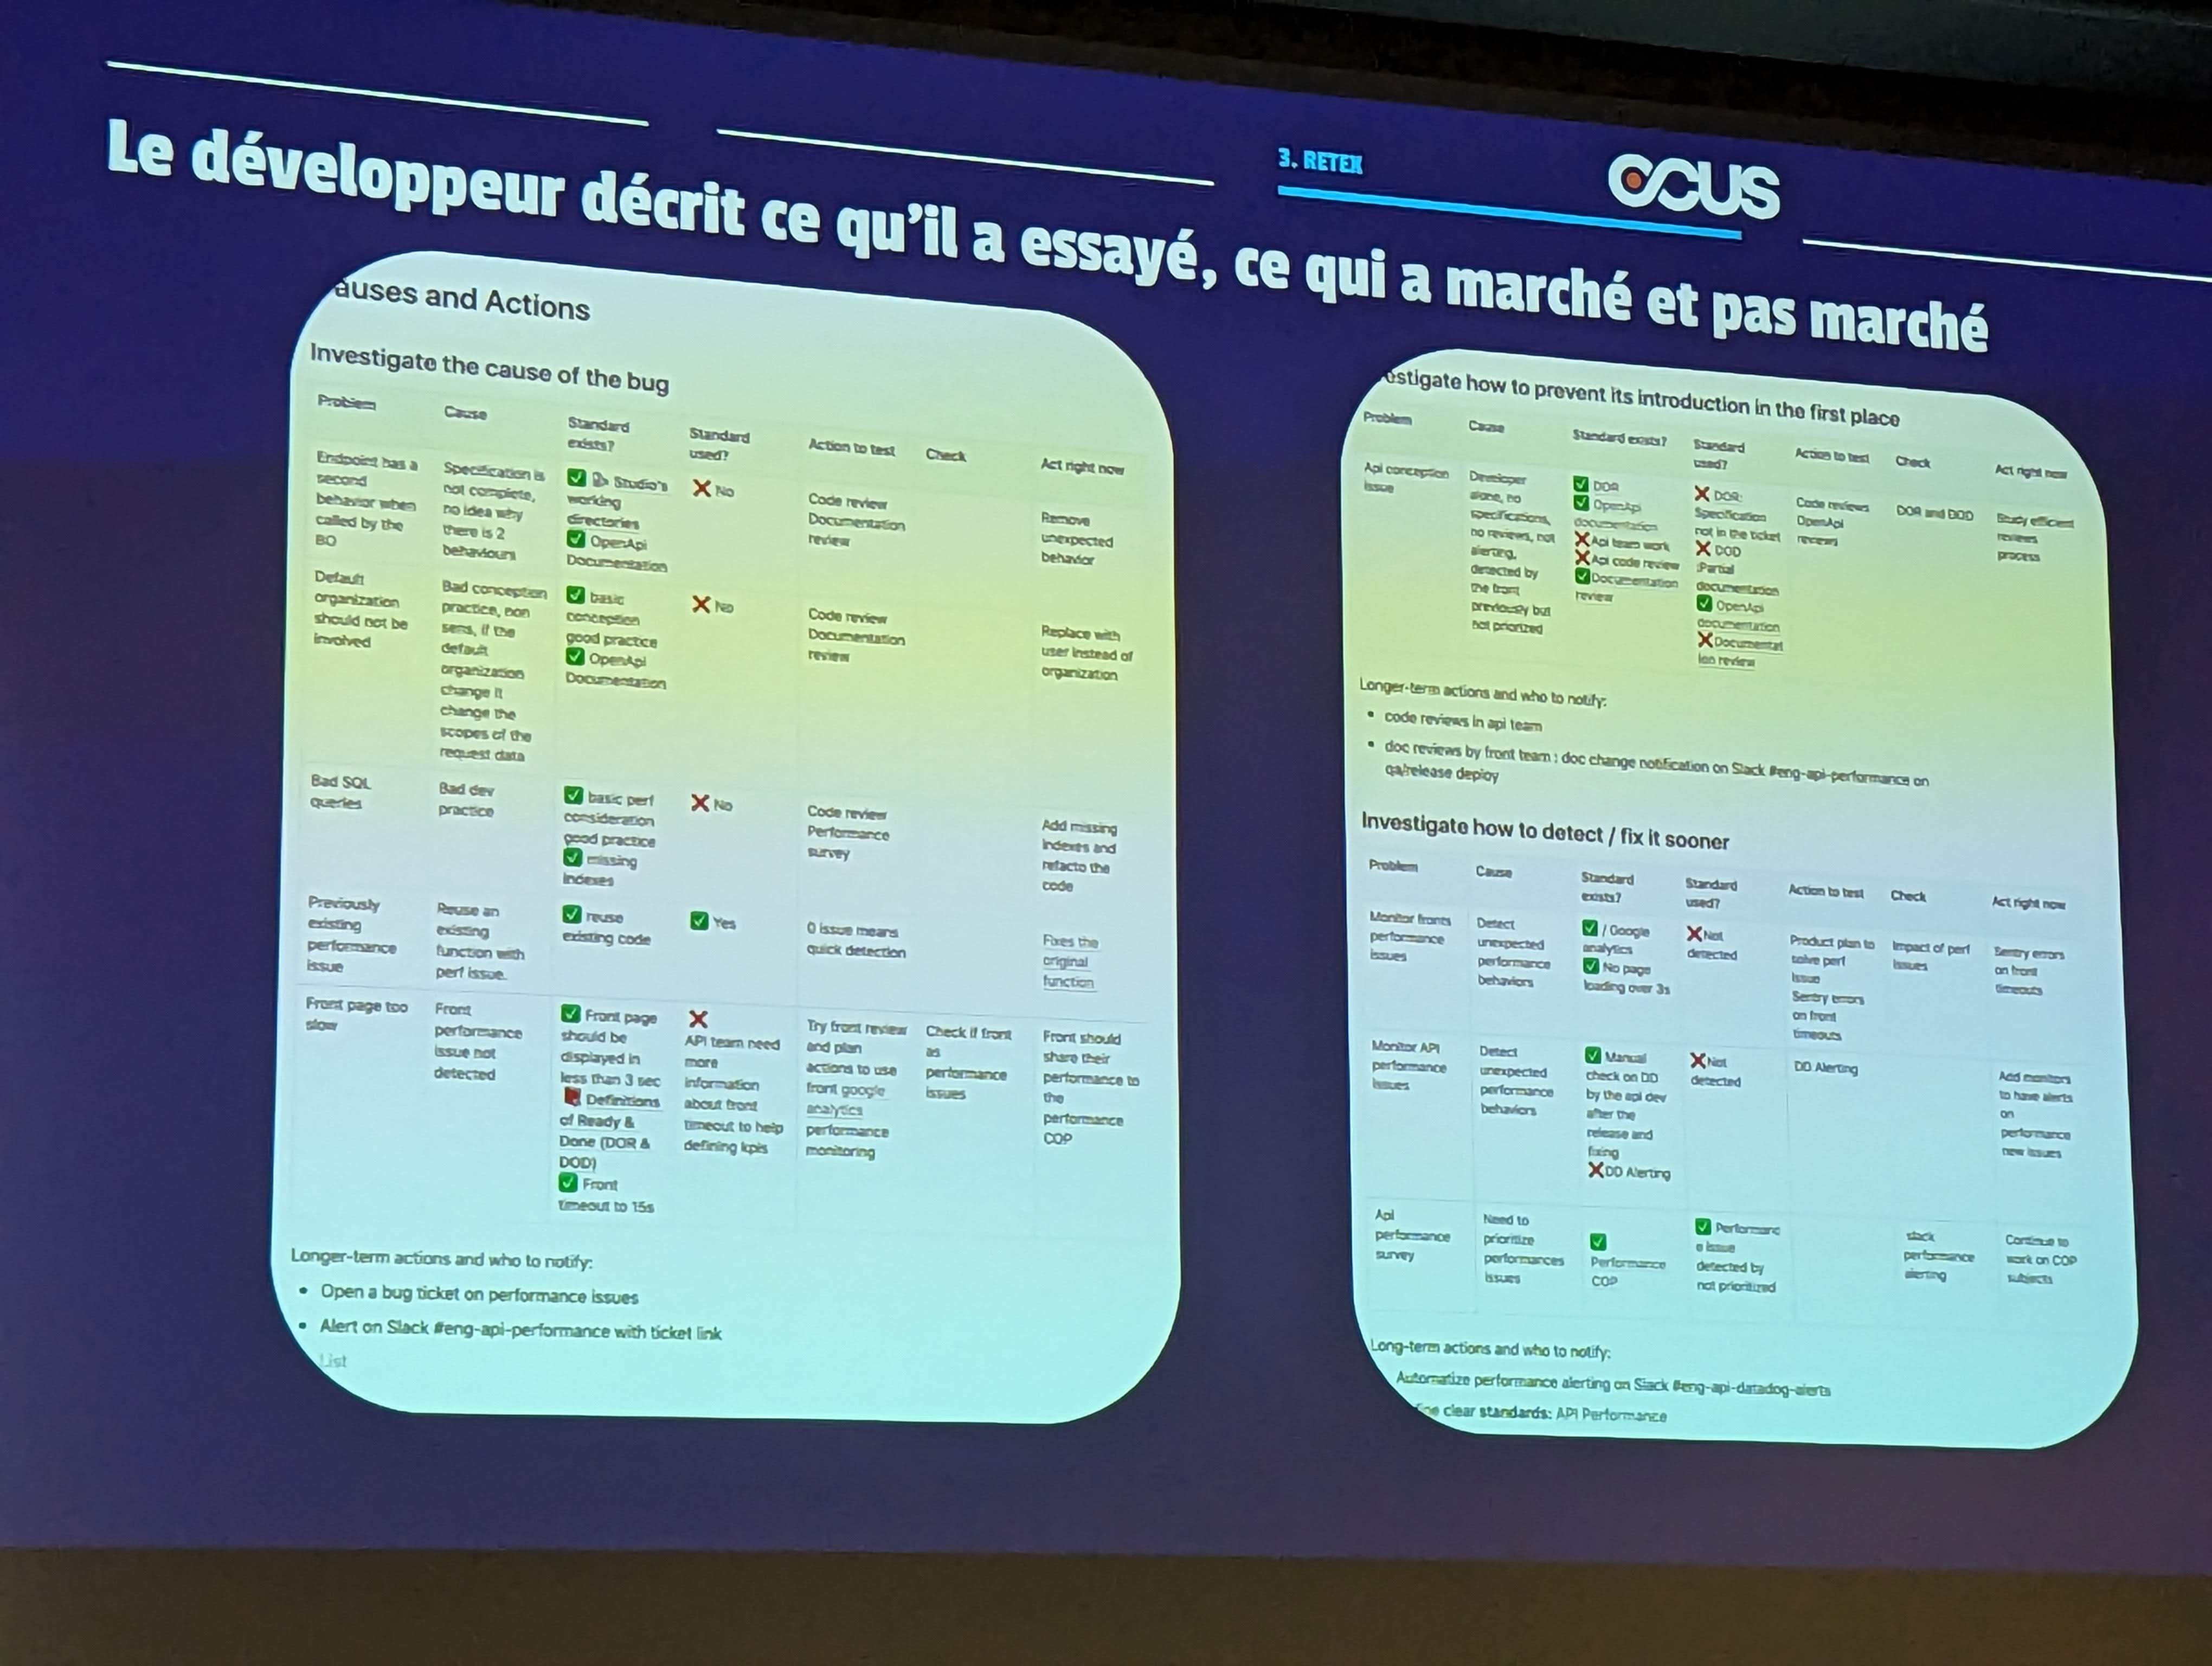 3. RETEX
OCUS
Le développeur décrit ce qu'il a essayé, ce qui a marché et pas marché
auses and Actions
Investigate the cause of the bug
Problem
Cause
Standard
exists?
Standard
used?
Action to test
Check
Act right now
Endpoint has a
second
behavior when
called by the
BO
Specification is
not complete,
no idea why
there is 2
behaviours
✅ Studio's
working
directories
✅ OpenApi
Documentation
❌ No
Code review
Documentation
review
Remove
unexpected
behavior
Default
organization
should not be
involved
Bad conception
practice, non
sens, if the
default
organization
change it
change the
scopes of the
request data
✅ basic
conception
good practice
✅ OpenApi
Documentation
❌ No
Code review
Documentation
review
Replace with
user instead of
organization
Bad SQL
queries
Bad dev
practice
✅ basic perf
consideration
good practice
✅ missing
indexes
❌ No
Code review
Performance
survey
Add missing
indexes and
refacto the
code
Previously
existing
performance
issue
Reuse an
existing
function with
perf issue.
✅ reuse
existing code
✅ Yes
0 issue means
quick detection
Fixes the
original
function
Front page too
slow
Front
performance
issue not
detected
✅ Front page
should be
displayed in
less than 3 sec
Definitions
of Ready &
Done (DOR &
DOD)
✅ Front
timeout to 15s
❌
API team need
more
information
about front
timeout to help
defining kpis
Try front review
and plan
actions to use
front google
analytics
performance
monitoring
Check if front
as
performance
issues
Front should
share their
performance to
the
performance
COP
Longer-term actions and who to notify:
• Open a bug ticket on performance issues
• Alert on Slack #eng-api-performance with ticket link
List
estigate how to prevent its introduction in the first place
Problem
Cause
Standard exists?
Standard
used?
Action to test
Check
Act right now
Api conception
issue
Developer
alone, no
specifications,
no reviews, not
alerting,
detected by
the front
previously but
not priorized
✅ DOR
✅ OpenApi
documentation
❌ Api team work
❌ Api code review
✅ Documentation
review
❌ DOR:
Specification
not in the ticket
❌ DOD
:Partial
documentation
✅ OpenApi
documentation
❌ Documentat
ion review
Code reviews
OpenApi
reviews
DOR and DOD
Study efficient
reviews
process
Longer-term actions and who to notify:
• code reviews in api team
• doc reviews by front team : doc change notification on Slack #eng-api-performance on
qa/release deploy
Investigate how to detect / fix it sooner
Problem
Cause
Standard
exists?
Standard
used?
Action to test
Check
Act right now
Monitor fronts
performance
issues
Detect
unexpected
performance
behaviors
✅ / Google
analytics
✅ No page
loading over 3s
❌ Not
detected
Product plan to
solve perf
issue
Sentry errors
on front
timeouts
Impact of perf
issues
Sentry errors
on front
timeouts
Monitor API
performance
issues
Detect
unexpected
performance
behaviors
✅ Manual
check on DD
by the api dev
after the
release and
fixing
❌ DD Alerting
❌ Not
detected
DD Alerting
Add monitors
to have alerts
on
performance
new issues
Api
performance
survey
Need to
prioritize
performances
issues
✅
Performance
COP
✅ Performanc
e issue
detected by
not prioritized
slack
performance
alerting
Continue to
work on COP
subjects
Long-term actions and who to notify:
Automatize performance alerting on Slack #eng-api-datadog-alerts
ine clear standards: API Performance